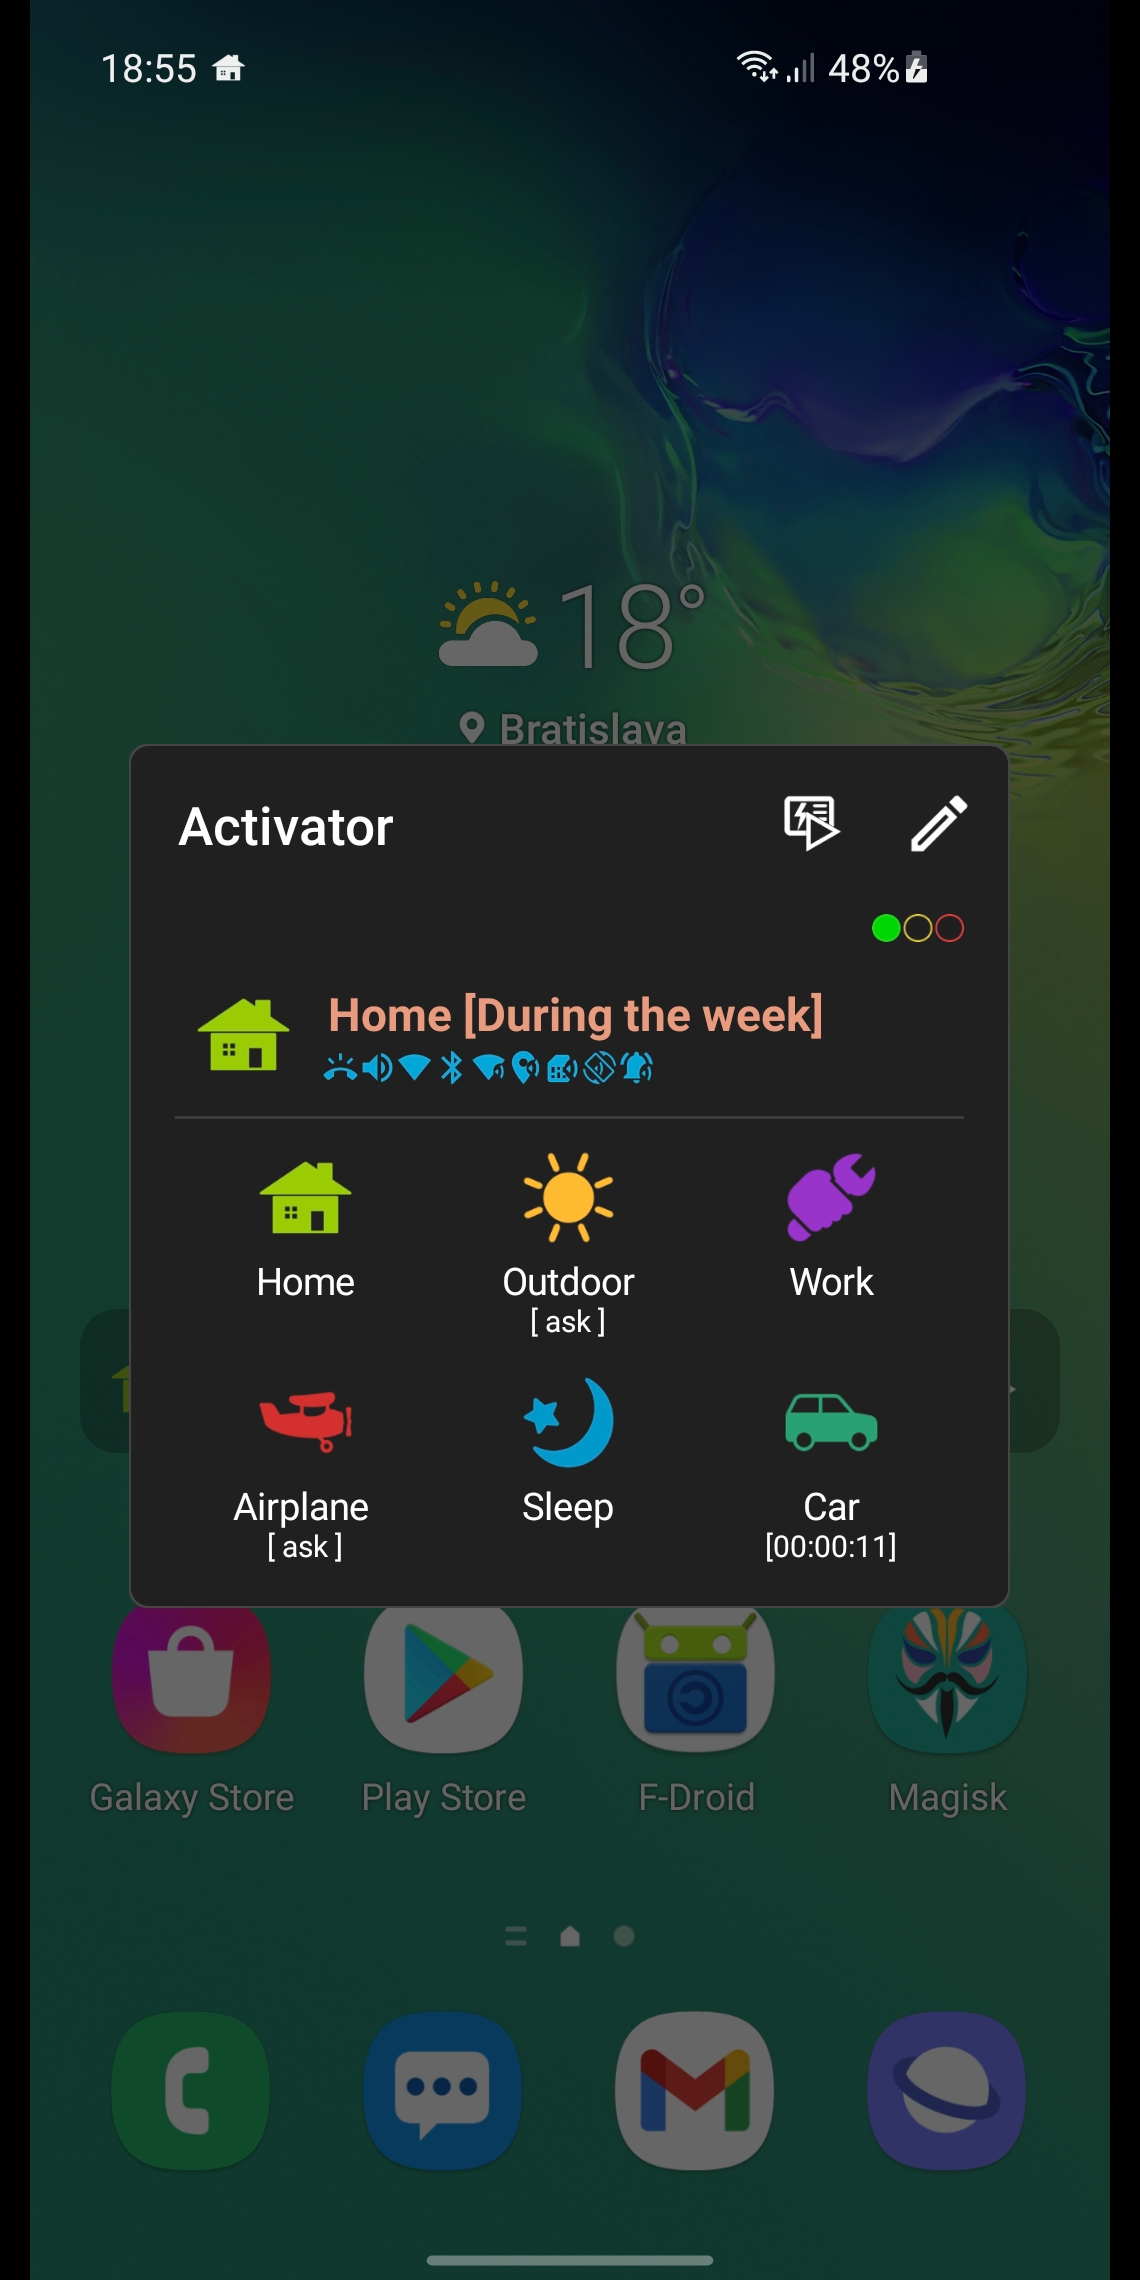 18:55 48%
18°
Bratislava
Activator
Home [During the week]
Home Outdoor Work
[ ask ]
Airplane Sleep Car
[ ask ] [00:00:11]
Galaxy Store Play Store F-Droid Magisk